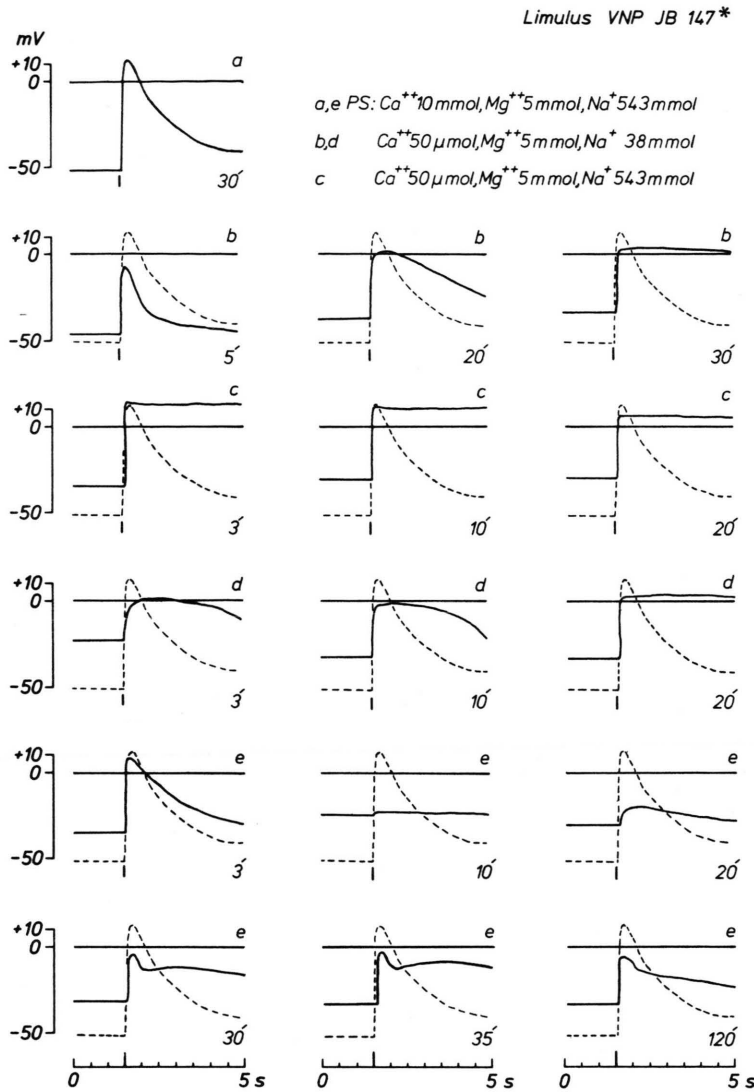 Limulus VNP JB 147*
mV
+10
0
-50
a
30´
a,e PS: Ca++ 10 mmol, Mg++ 5 mmol, Na+ 543 mmol
b,d Ca++ 50 µmol, Mg++ 5 mmol, Na+ 38 mmol
c Ca++ 50 µmol, Mg++ 5 mmol, Na+ 543 mmol
+10
0
-50
b
5´
b
20´
b
30´
+10
0
-50
c
3´
c
10´
c
20´
+10
0
-50
d
3´
d
10´
d
20´
+10
0
-50
e
3´
e
10´
e
20´
+10
0
-50
e
30´
e
35´
e
120´
0 5 s
0 5 s
0 5 s